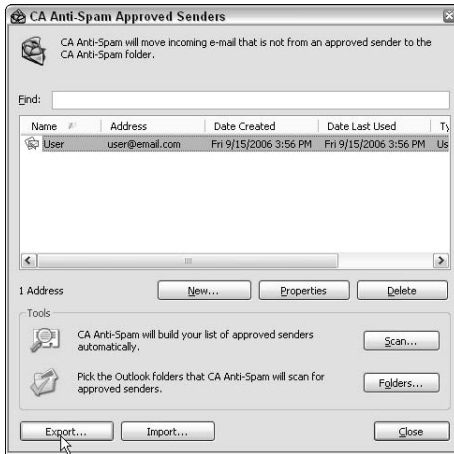 CA Anti-Spam Approved Senders
CA Anti-Spam will move incoming e-mail that is not from an approved sender to the
CA Anti-Spam folder.
Find:
Name Address Date Created Date Last Used Ty
User user@email.com Fri 9/15/2006 3:56 PM Fri 9/15/2006 3:56 PM Us
1 Address New... Properties Delete
Tools
CA Anti-Spam will build your list of approved senders
automatically.
Scan...
Pick the Outlook folders that CA Anti-Spam will scan for
approved senders.
Folders...
Export... Import... Close